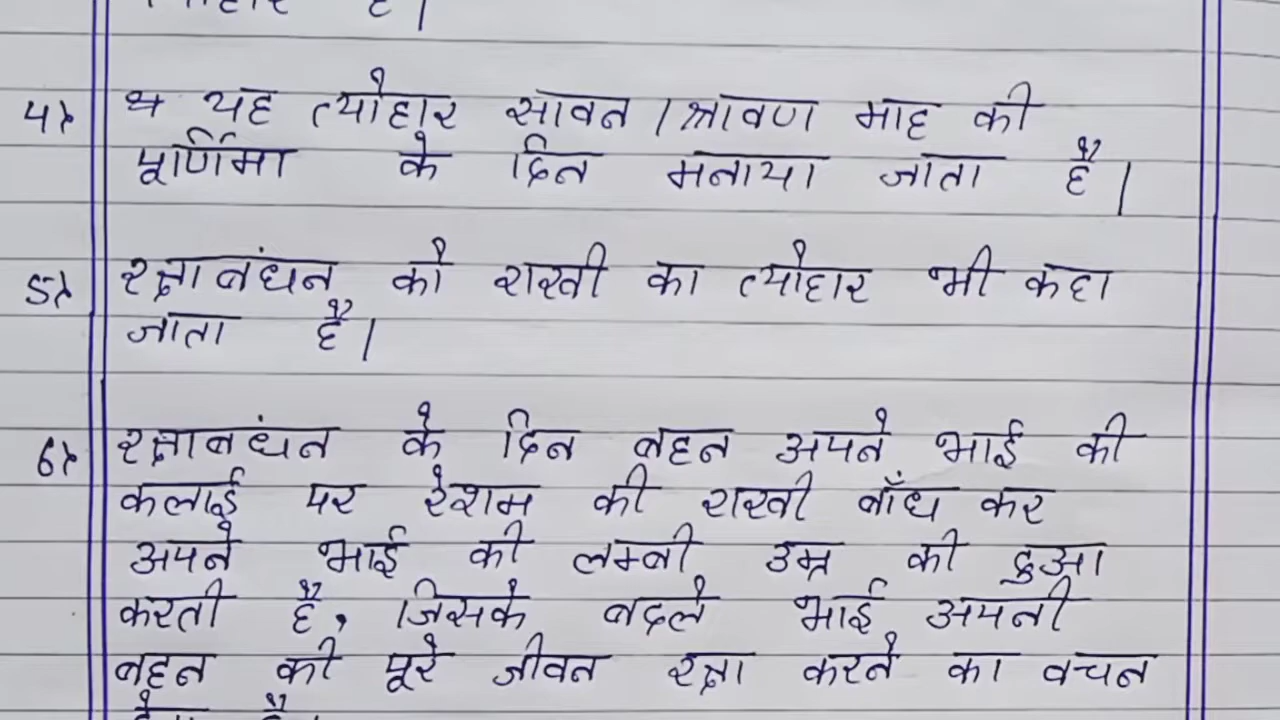 त्योहार है।
4) यह त्योहार सावन / श्रावण माह की
पूर्णिमा के दिन मनाया जाता है।
5) रक्षाबंधन को राखी का त्योहार भी कहा
जाता है।
6) रक्षाबंधन के दिन बहन अपने भाई की
कलाई पर रेशम की राखी बाँध कर
अपने भाई की लम्बी उम्र की दुआ
करती है, जिसके बदले भाई अपनी
बहन की पूरे जीवन रक्षा करने का वचन